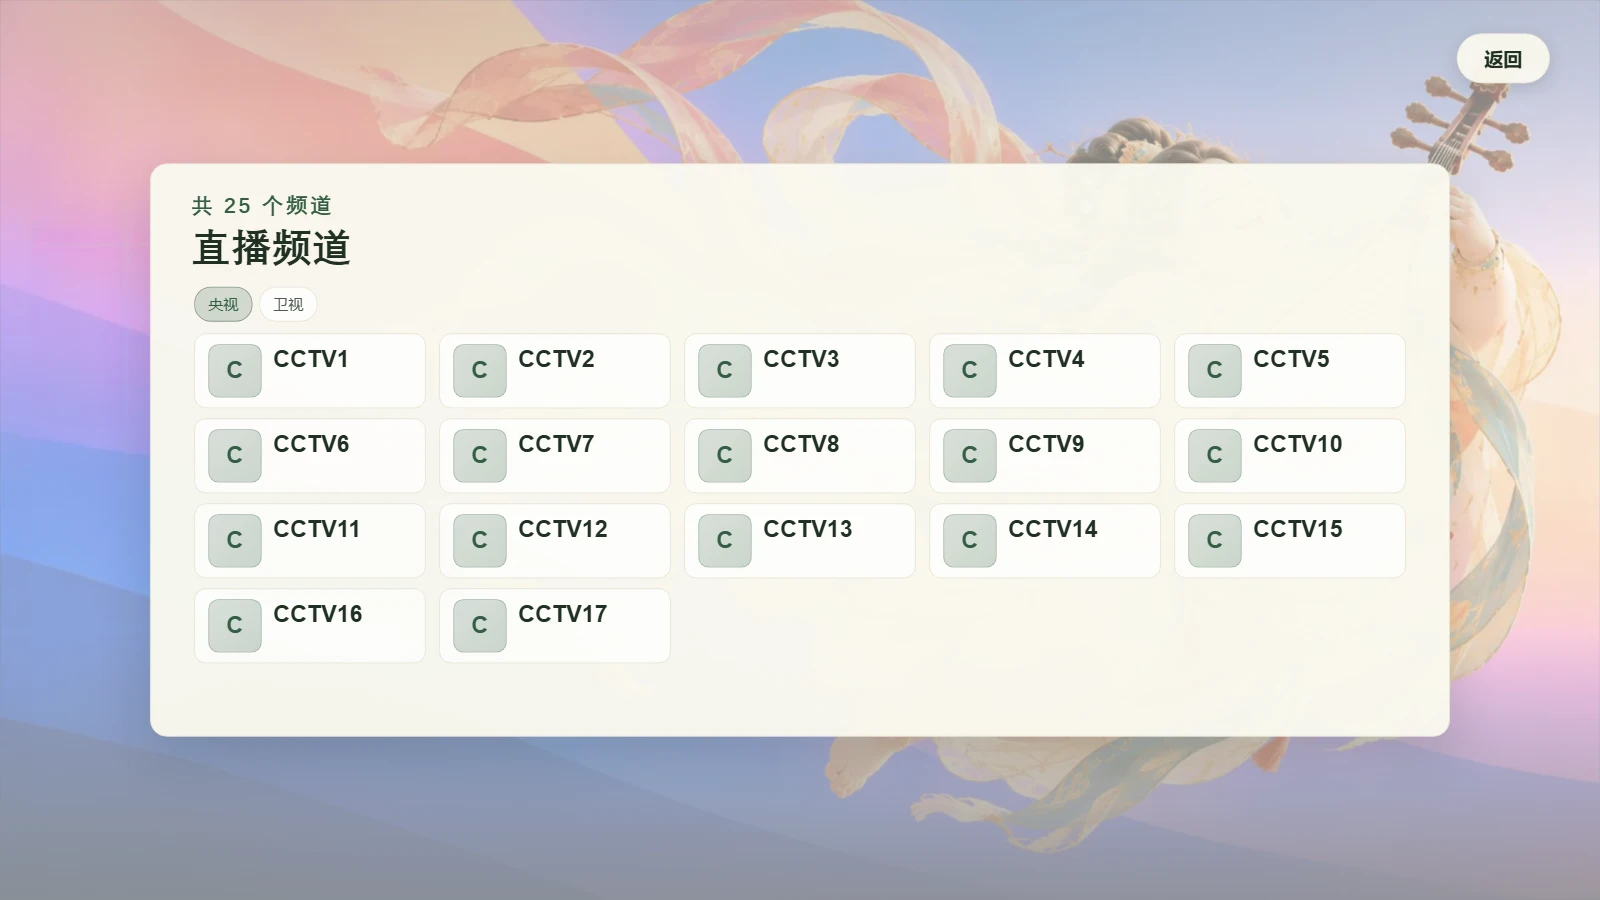 返回
共 25 个频道
直播频道
央视 卫视
C CCTV1 C CCTV2 C CCTV3 C CCTV4 C CCTV5
C CCTV6 C CCTV7 C CCTV8 C CCTV9 C CCTV10
C CCTV11 C CCTV12 C CCTV13 C CCTV14 C CCTV15
C CCTV16 C CCTV17